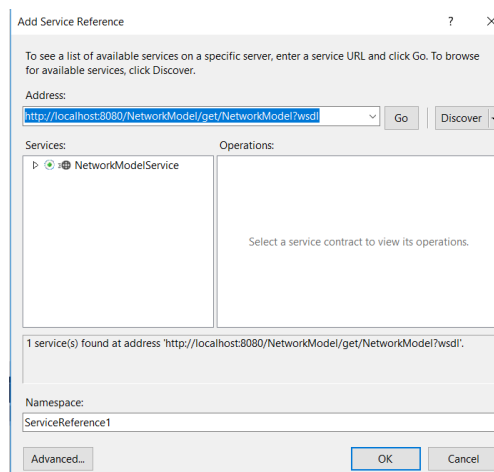 Add Service Reference
?
To see a list of available services on a specific server, enter a service URL and click Go. To browse
for available services, click Discover.
Address:
http://localhost:8080/NetworkModel/get/NetworkModel?wsdl
Go
Discover
Services:
Operations:
NetworkModelService
Select a service contract to view its operations.
1 service(s) found at address 'http://localhost:8080/NetworkModel/get/NetworkModel?wsdl'.
Namespace:
ServiceReference1
Advanced...
OK
Cancel